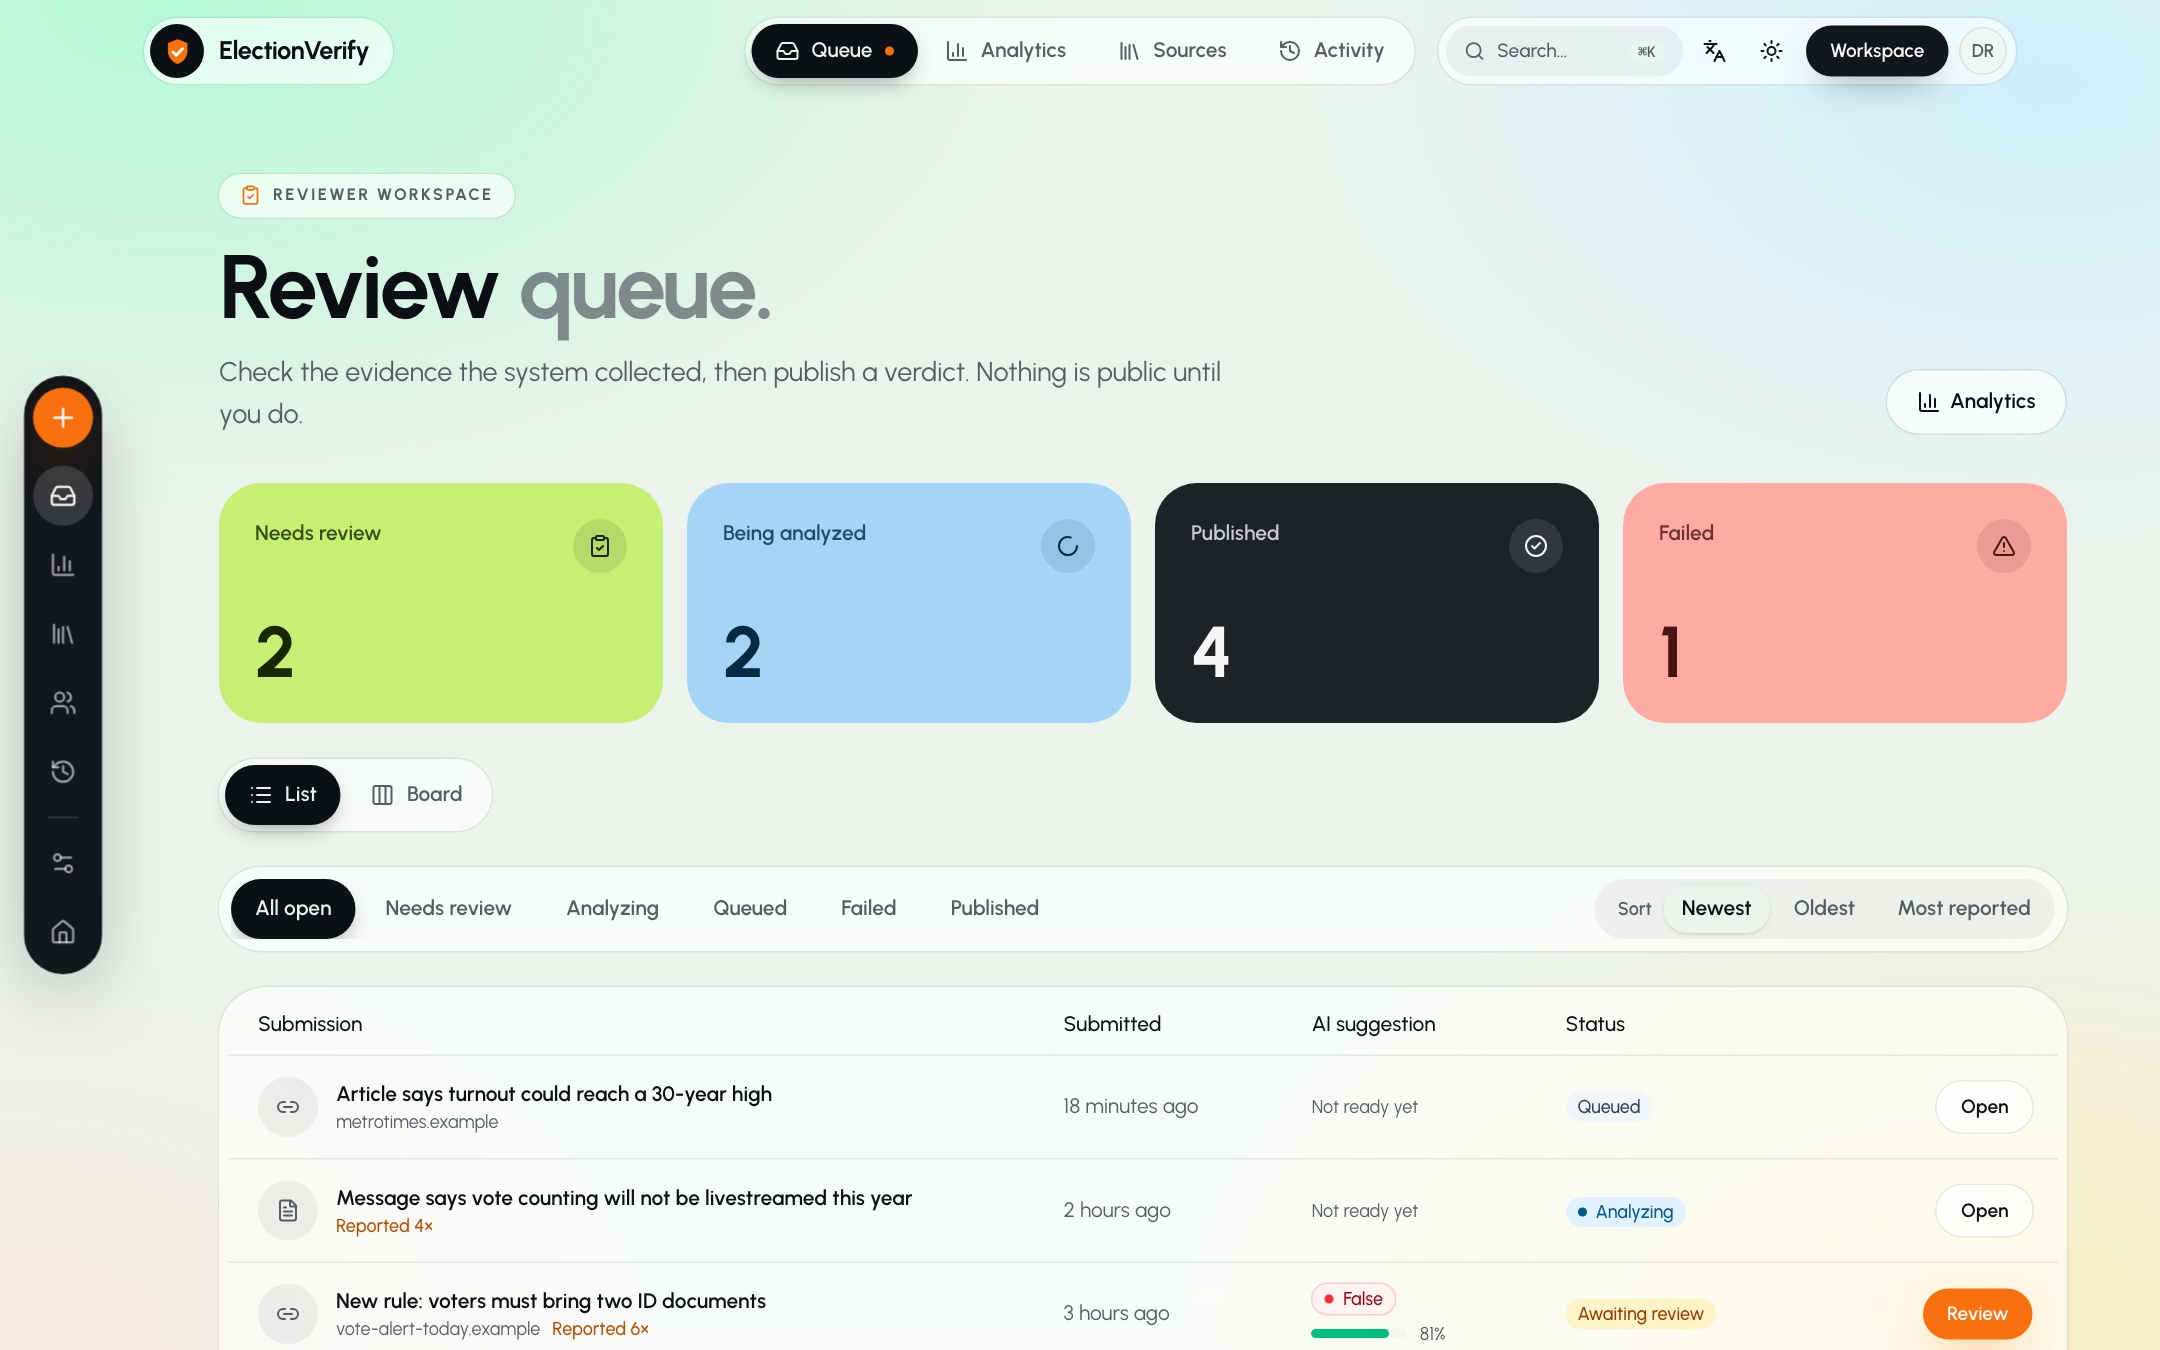 ElectionVerify
Queue
Analytics
Sources
Activity
Search...
⌘K
Workspace
DR
REVIEWER WORKSPACE
Review queue.
Check the evidence the system collected, then publish a verdict. Nothing is public until
you do.
Analytics
Needs review
2
Being analyzed
2
Published
4
Failed
1
List
Board
All open
Needs review
Analyzing
Queued
Failed
Published
Sort
Newest
Oldest
Most reported
Submission
Submitted
AI suggestion
Status
Article says turnout could reach a 30-year high
metrotimes.example
18 minutes ago
Not ready yet
Queued
Open
Message says vote counting will not be livestreamed this year
Reported 4×
2 hours ago
Not ready yet
Analyzing
Open
New rule: voters must bring two ID documents
vote-alert-today.example Reported 6×
3 hours ago
False
81%
Awaiting review
Review